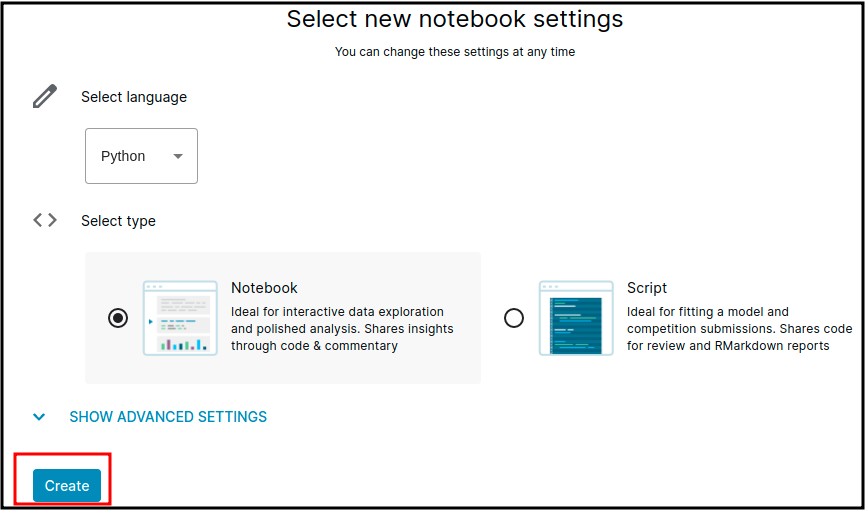 Select new notebook settings
You can change these settings at any time
Select language
Python
Select type
Notebook
Ideal for interactive data exploration
and polished analysis. Shares insights
through code & commentary
Script
Ideal for fitting a model and
competition submissions. Shares code
for review and RMarkdown reports
SHOW ADVANCED SETTINGS
Create